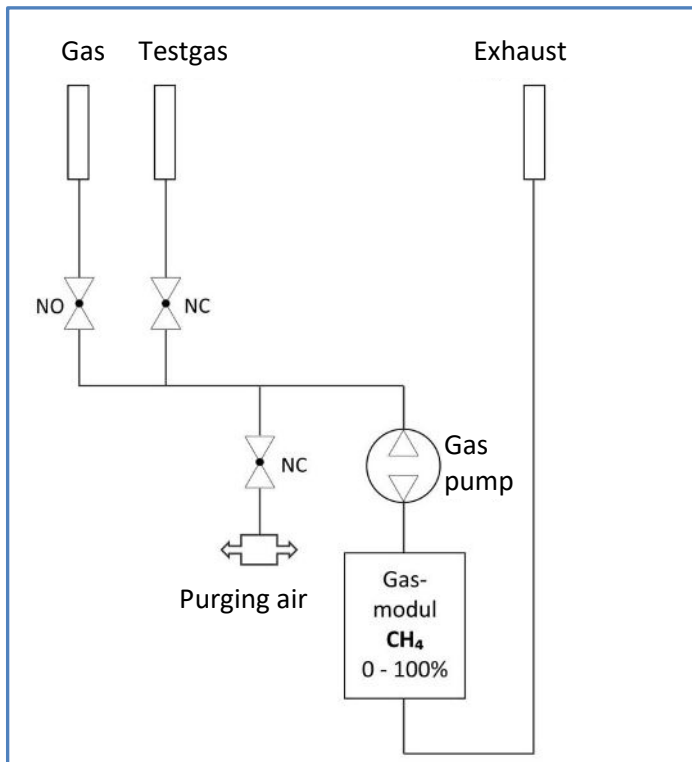 Gas
Testgas
Exhaust
NO
NC
NC
Gas
pump
Purging air
Gas-
modul
CH₄
0 - 100%